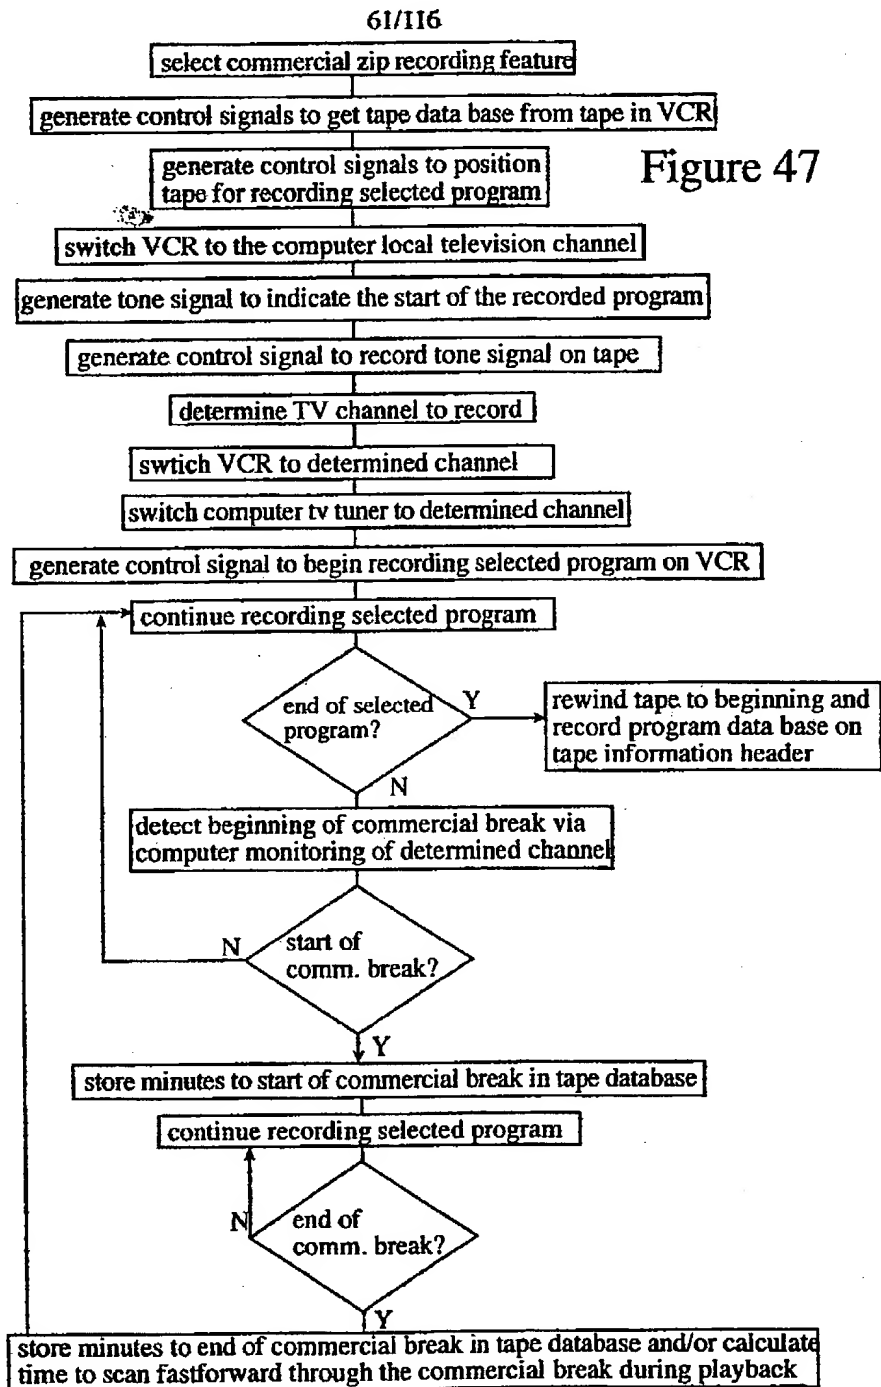 61/116
select commercial zip recording feature
generate control signals to get tape data base from tape in VCR
generate control signals to position
tape for recording selected program
Figure 47
switch VCR to the computer local television channel
generate tone signal to indicate the start of the recorded program
generate control signal to record tone signal on tape
determine TV channel to record
swtich VCR to determined channel
switch computer tv tuner to determined channel
generate control signal to begin recording selected program on VCR
continue recording selected program
end of selected
program?
Y
rewind tape to beginning and
record program data base on
tape information header
N
detect beginning of commercial break via
computer monitoring of determined channel
N
start of
comm. break?
Y
store minutes to start of commercial break in tape database
continue recording selected program
N
end of
comm. break?
Y
store minutes to end of commercial break in tape database and/or calculate
time to scan fastforward through the commercial break during playback